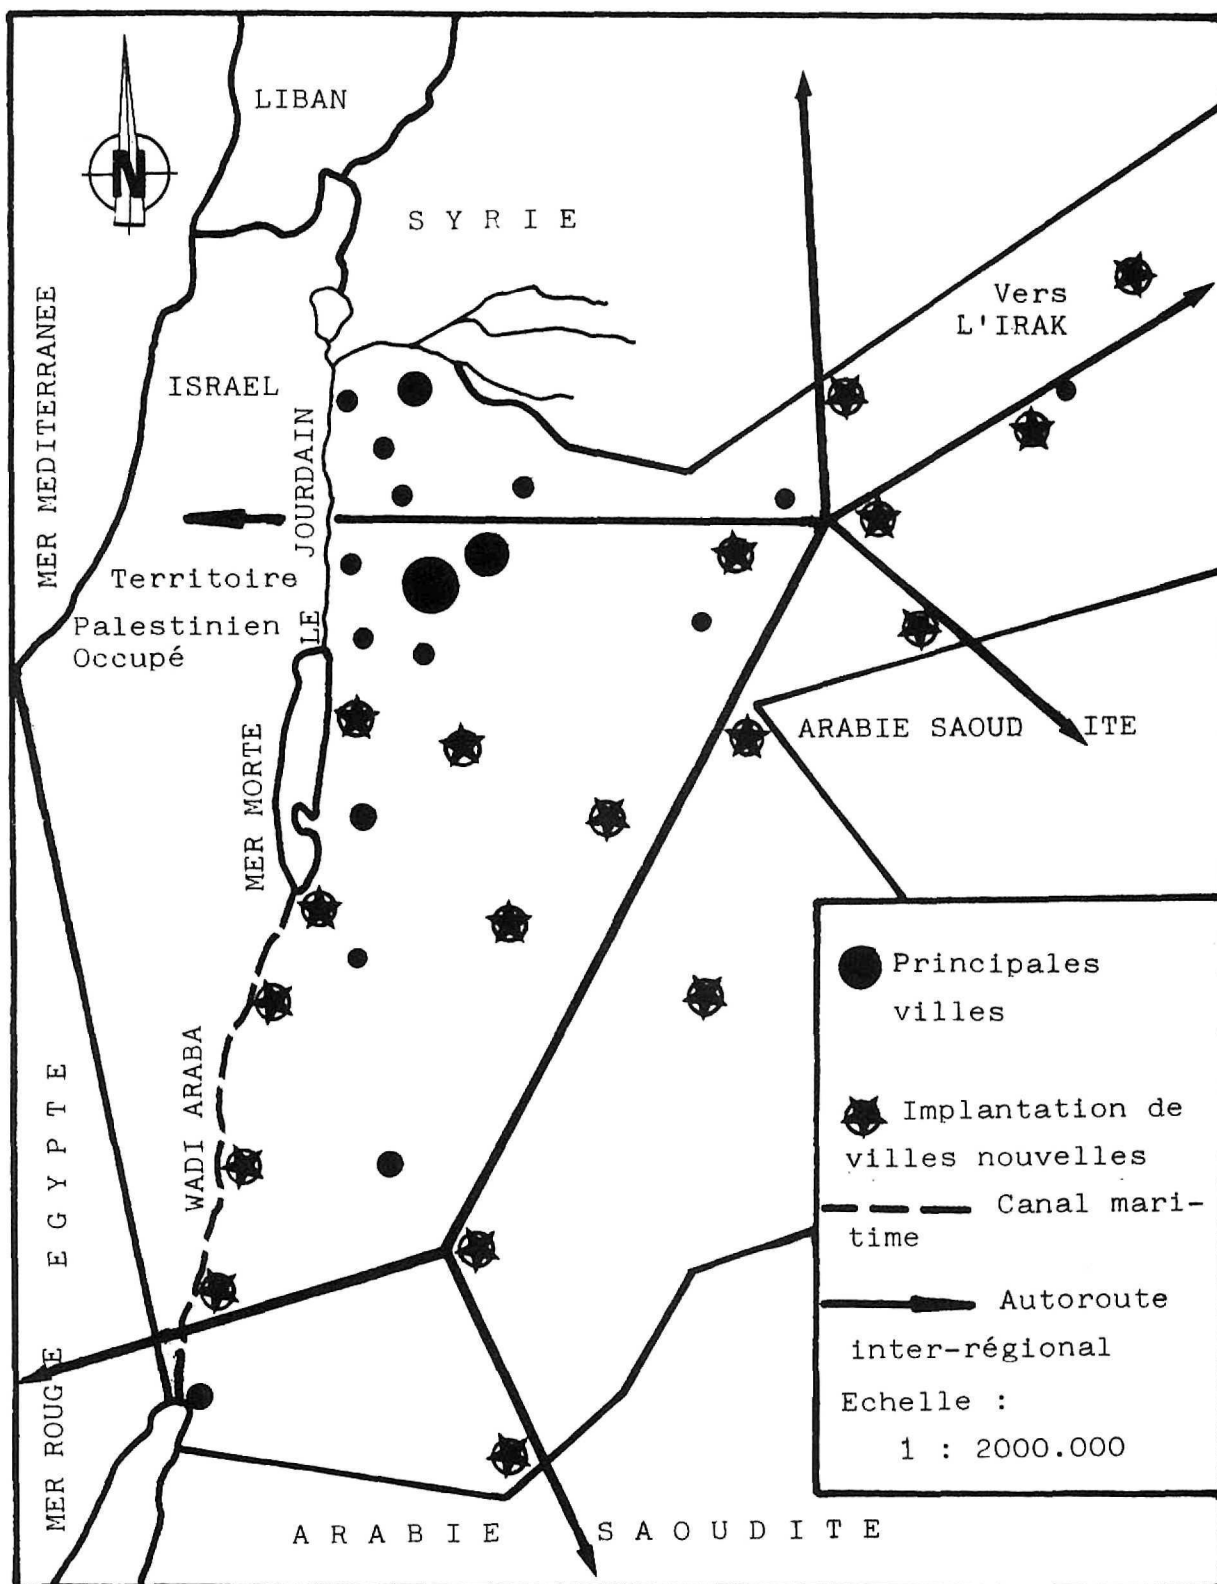 LIBAN
N
SYRIE
Vers
L'IRAK
MER MEDITERRANEE
ISRAEL
LE JOURDAIN
Territoire
Palestinien
Occupé
MER MORTE
ARABIE SAOUDITE
WADI ARABA
EGYPTE
MER ROUGE
ARABIE SAOUDITE
Principales
villes
Implantation de
villes nouvelles
Canal mari-
time
Autoroute
inter-régional
Echelle :
1 : 2000.000